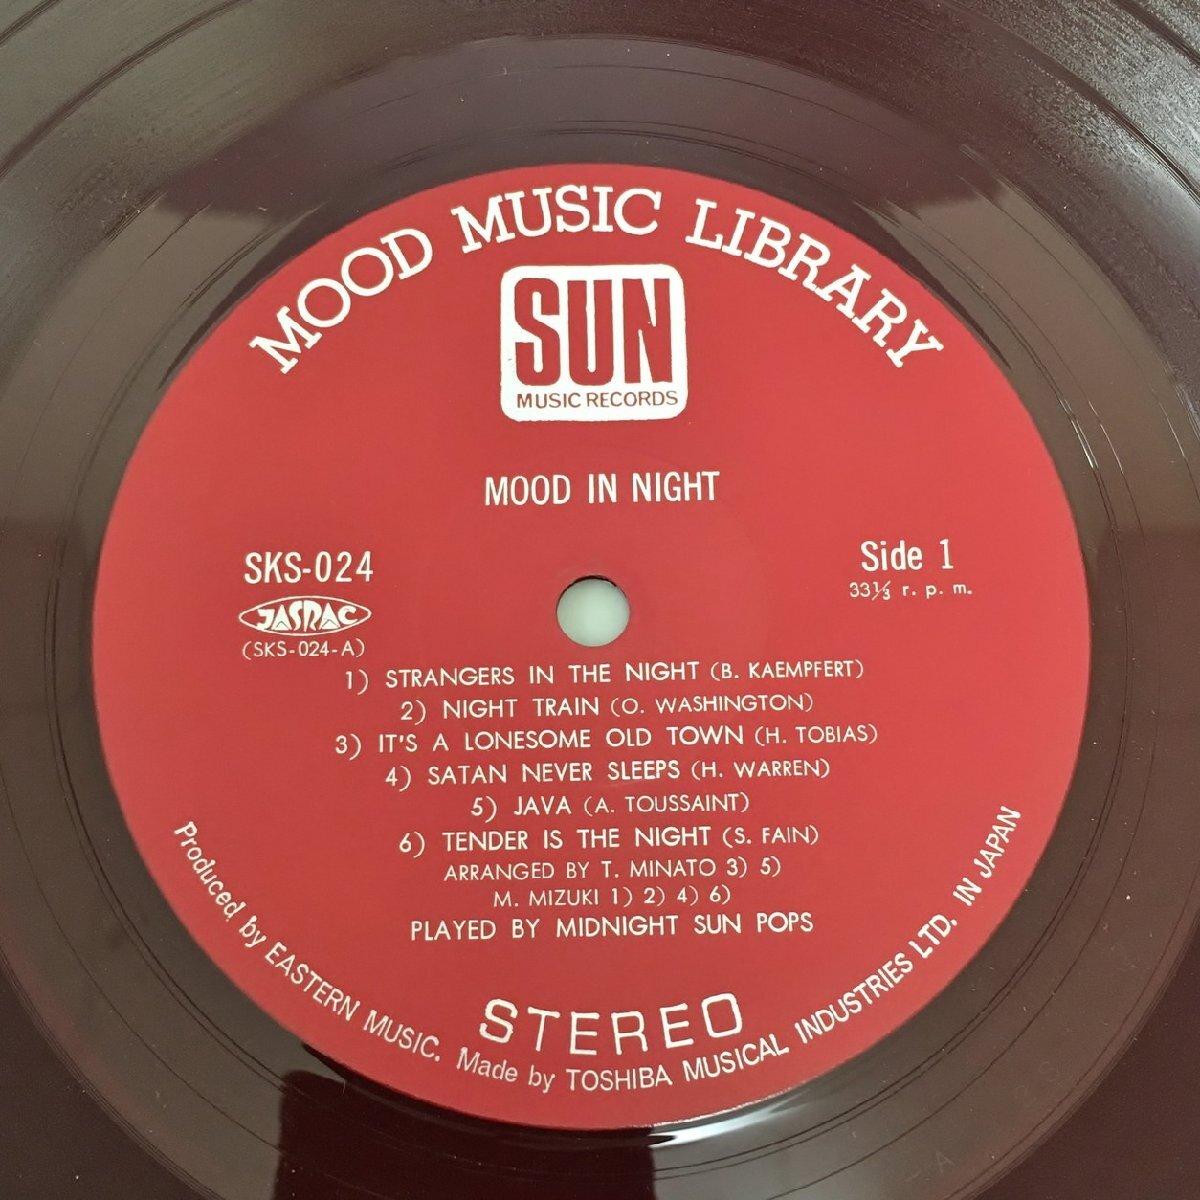 MOOD MUSIC LIBRARY
SUN
MUSIC RECORDS
MOOD IN NIGHT
SKS-024
Side 1
33⅓ r. p. m.
JASRAC
(SKS-024-A)
1) STRANGERS IN THE NIGHT (B. KAEMPFERT)
2) NIGHT TRAIN (O. WASHINGTON)
3) IT'S A LONESOME OLD TOWN (H. TOBIAS)
4) SATAN NEVER SLEEPS (H. WARREN)
5) JAVA (A. TOUSSAINT)
6) TENDER IS THE NIGHT (S. FAIN)
ARRANGED BY T. MINATO 3) 5)
M. MIZUKI 1) 2) 4) 6)
PLAYED BY MIDNIGHT SUN POPS
STEREO
Produced by EASTERN MUSIC. Made by TOSHIBA MUSICAL INDUSTRIES LTD. IN JAPAN
A